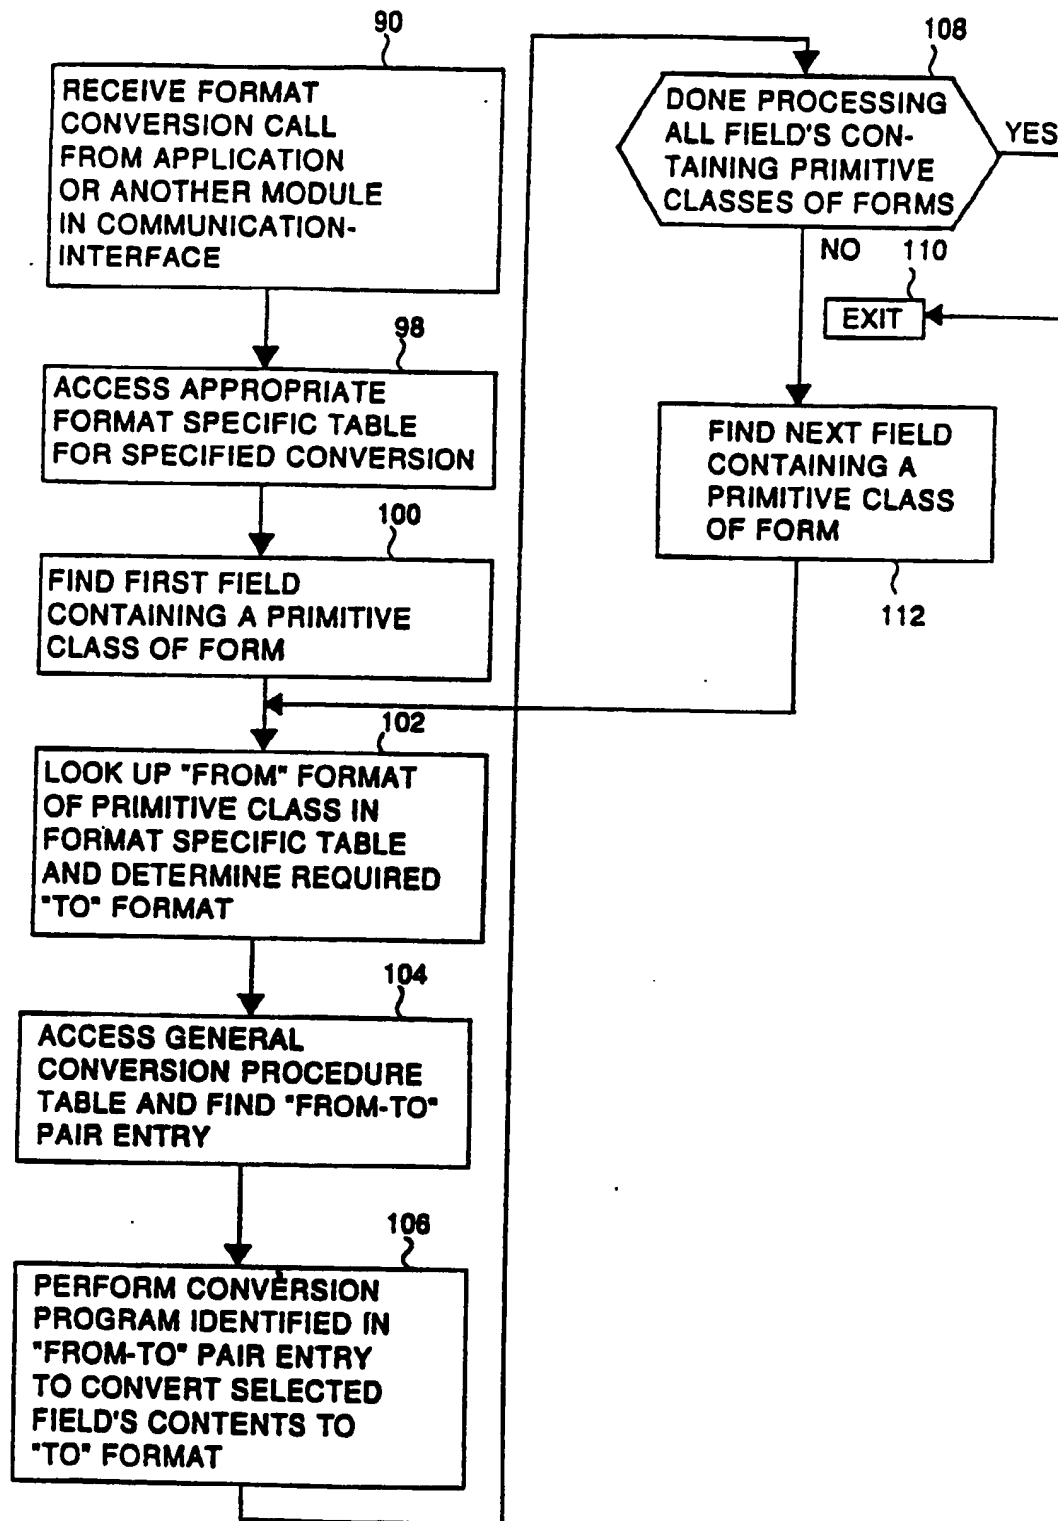 90
RECEIVE FORMAT
CONVERSION CALL
FROM APPLICATION
OR ANOTHER MODULE
IN COMMUNICATION-
INTERFACE
98
ACCESS APPROPRIATE
FORMAT SPECIFIC TABLE
FOR SPECIFIED CONVERSION
100
FIND FIRST FIELD
CONTAINING A PRIMITIVE
CLASS OF FORM
102
LOOK UP "FROM" FORMAT
OF PRIMITIVE CLASS IN
FORMAT SPECIFIC TABLE
AND DETERMINE REQUIRED
"TO" FORMAT
104
ACCESS GENERAL
CONVERSION PROCEDURE
TABLE AND FIND "FROM-TO"
PAIR ENTRY
106
PERFORM CONVERSION
PROGRAM IDENTIFIED IN
"FROM-TO" PAIR ENTRY
TO CONVERT SELECTED
FIELD'S CONTENTS TO
"TO" FORMAT
108
DONE PROCESSING
ALL FIELD'S CON-
TAINING PRIMITIVE
CLASSES OF FORMS
YES
NO
110
EXIT
FIND NEXT FIELD
CONTAINING A
PRIMITIVE CLASS
OF FORM
112